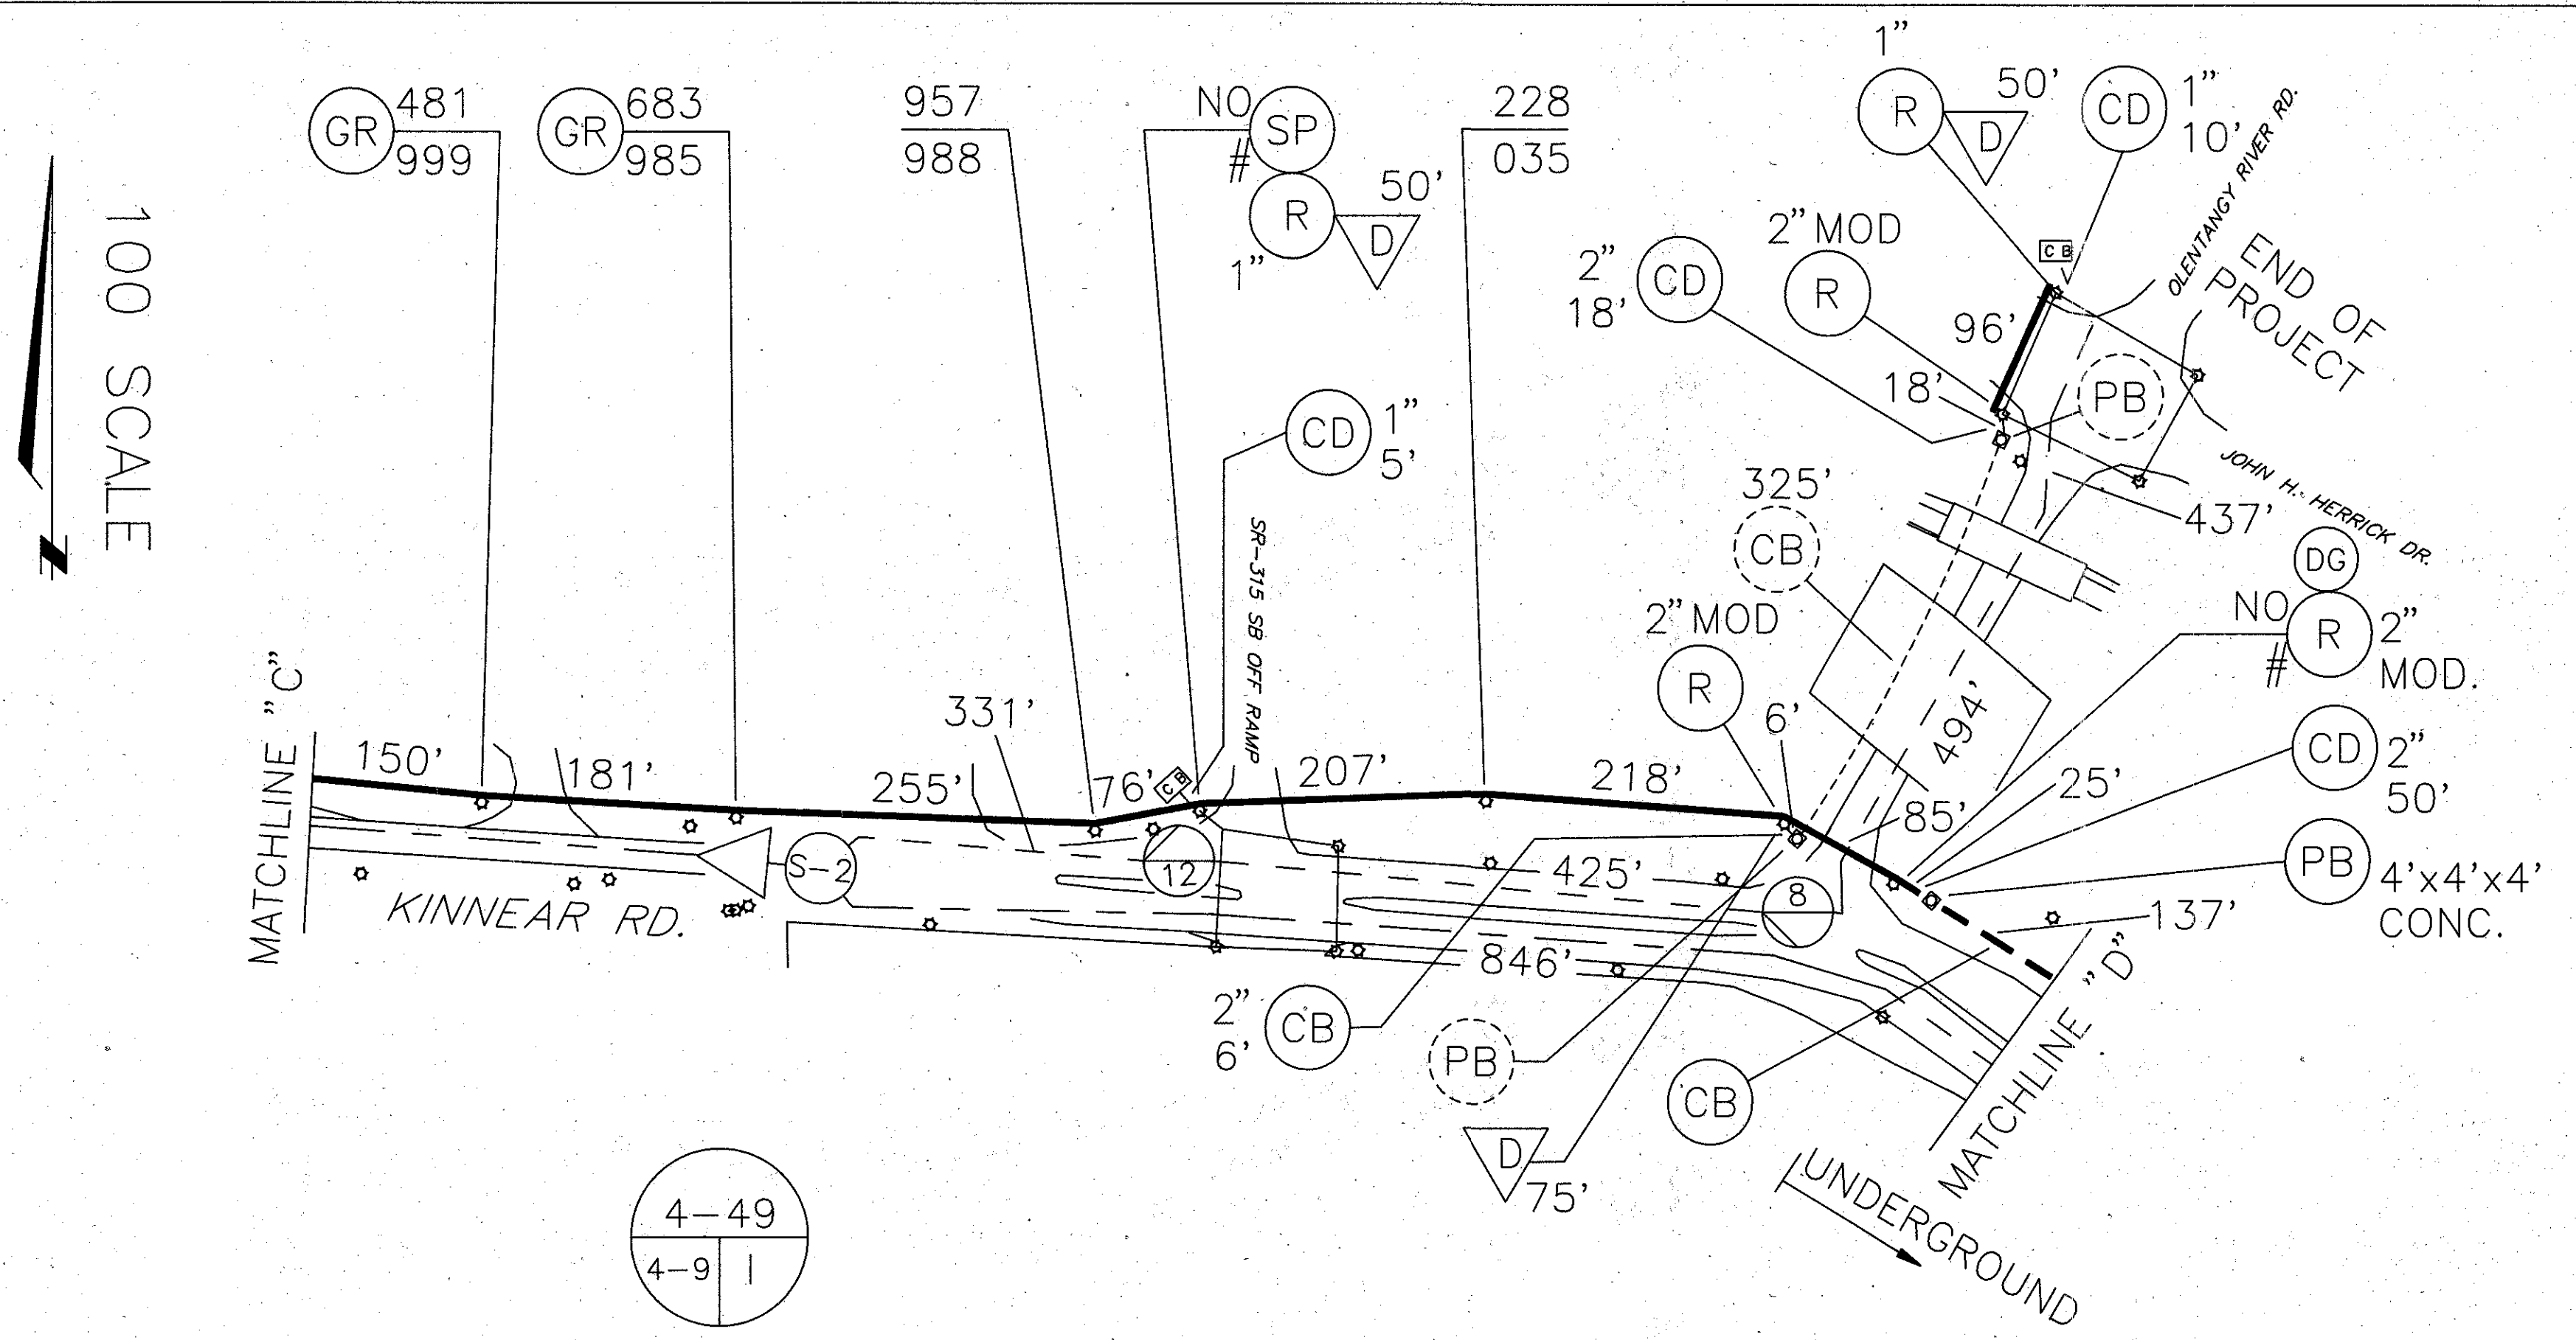 100 SCALE
N
GR
481
999
GR
683
985
957
988
NO
#
SP
R
1"
D
50'
228
035
1"
R
D
50'
CD
1"
10'
OLENTANGY RIVER RD.
END OF
PROJECT
CB
2"
18'
CD
2" MOD
R
96'
18'
PB
JOHN H. HERRICK DR.
437'
325'
CB
2" MOD
R
6'
494'
DG
NO
#
R
2"
MOD.
CD
2"
50'
PB
4'x4'x4'
CONC.
25'
85'
137'
CD
1"
5'
SR-315 SB OFF RAMP
MATCHLINE "C"
150'
181'
255'
331'
76'
CB
207'
218'
S-2
12
8
425'
846'
KINNEAR RD.
2"
6'
CB
PB
D
75'
CB
MATCHLINE "D"
UNDERGROUND
4-49
4-9
1